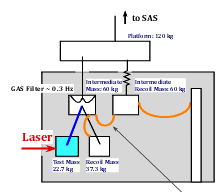 to SAS
Platform: 120 kg
Intermediate
Mass: 60 kg
Intermediate
Recoil Mass: 60 kg
GAS Filter ~ 0.3 Hz
Laser
Test Mass
22.7 kg
Recoil Mass
37.3 kg